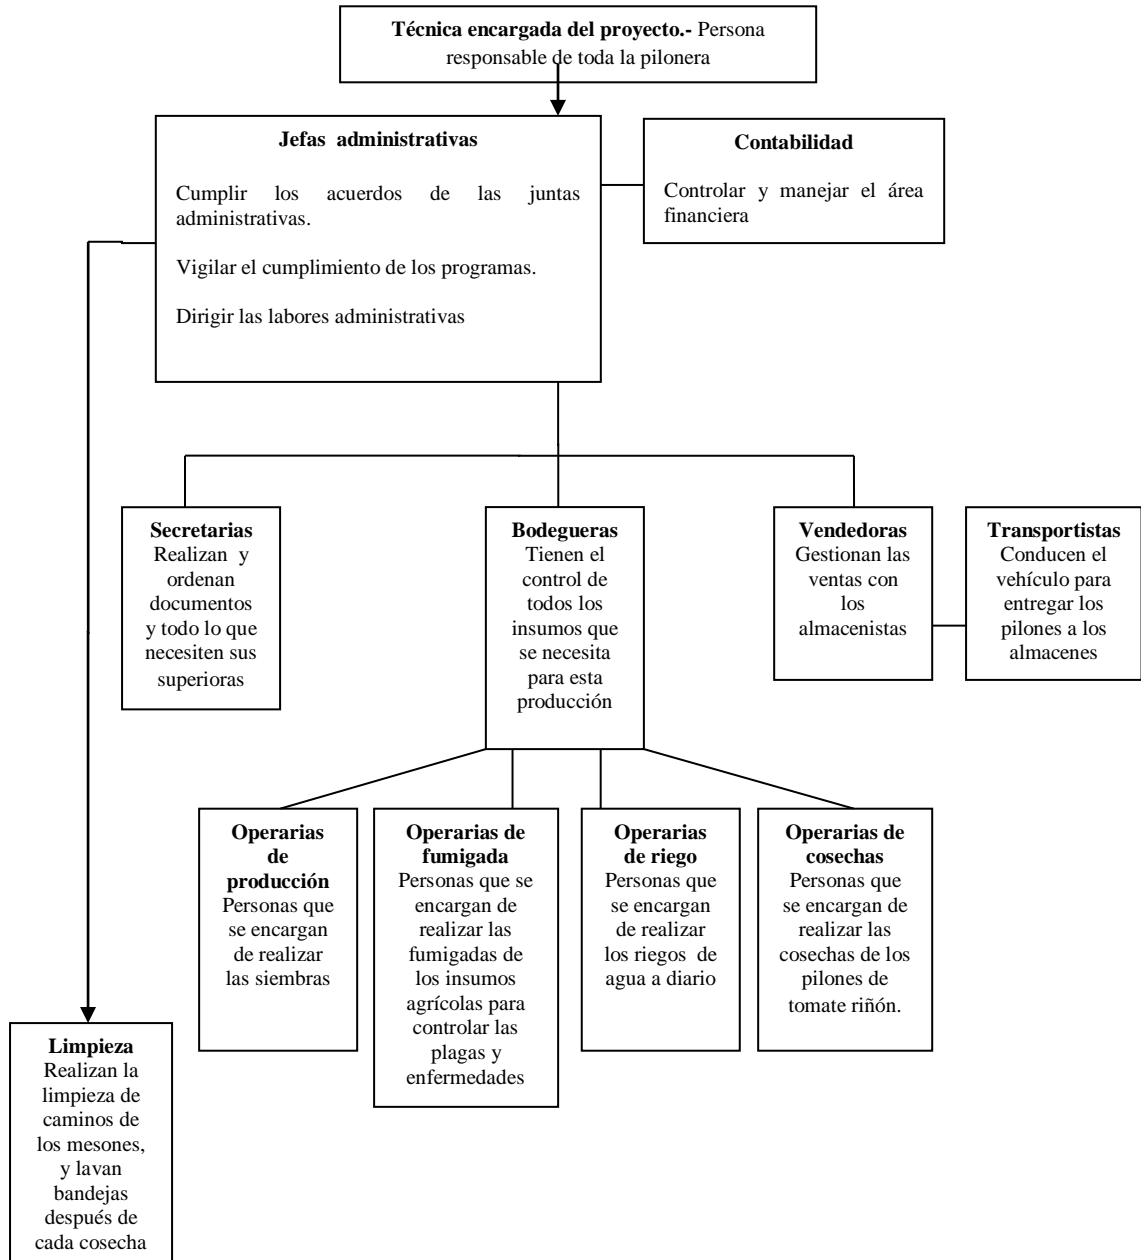 Técnica encargada del proyecto.- Persona
responsable de toda la pilonera
Jefas administrativas
Cumplir los acuerdos de las juntas
administrativas.
Vigilar el cumplimiento de los programas.
Dirigir las labores administrativas
Contabilidad
Controlar y manejar el área
financiera
Secretarias
Realizan y
ordenan
documentos
y todo lo que
necesiten sus
superioras
Bodegueras
Tienen el
control de
todos los
insumos que
se necesita
para esta
producción
Vendedoras
Gestionan las
ventas con
los
almacenistas
Transportistas
Conducen el
vehículo para
entregar los
pilones a los
almacenes
Operarias
de
producción
Personas que
se encargan
de realizar
las siembras
Operarias de
fumigada
Personas que se
encargan de
realizar las
fumigadas de
los insumos
agrícolas para
controlar las
plagas y
enfermedades
Operarias
de riego
Personas que
se encargan
de realizar
los riegos de
agua a diario
Operarias de
cosechas
Personas que
se encargan de
realizar las
cosechas de los
pilones de
tomate riñón.
Limpieza
Realizan la
limpieza de
caminos de
los mesones,
y lavan
bandejas
después de
cada cosecha